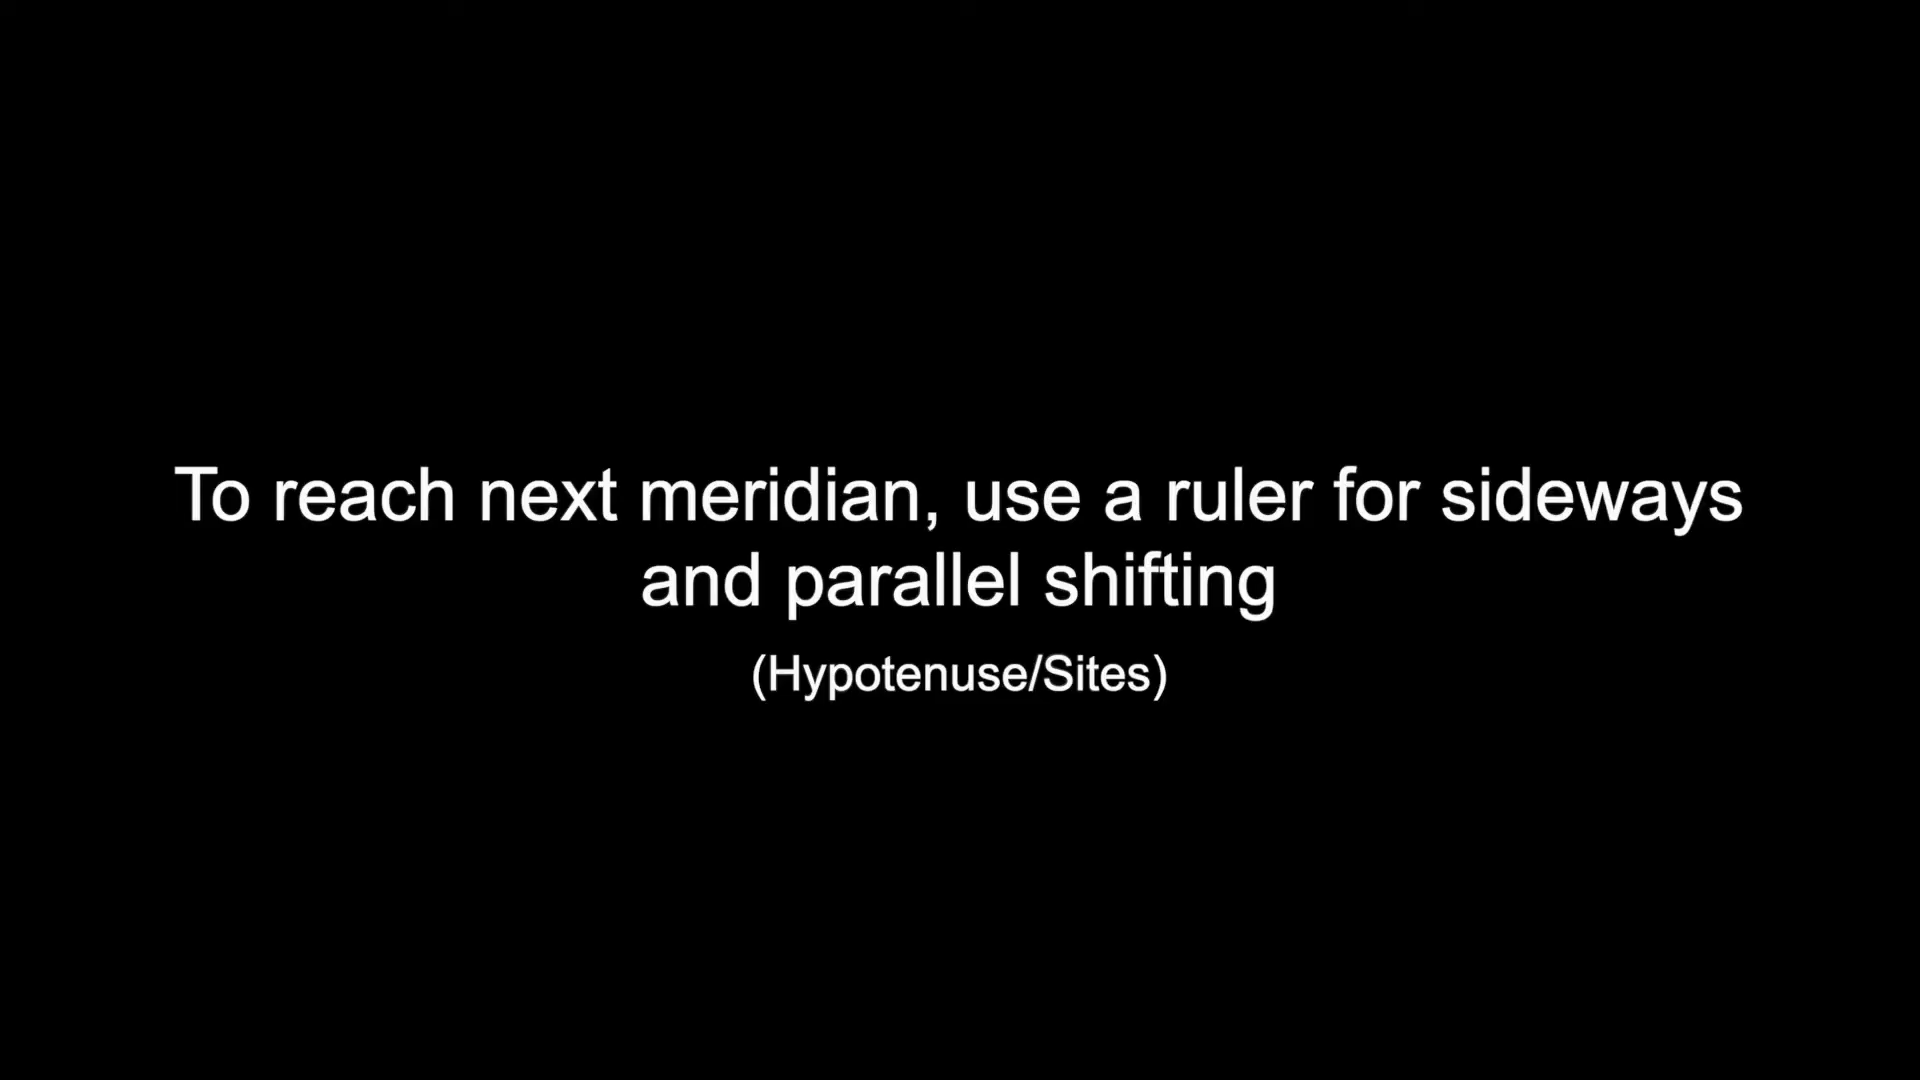 To reach next meridian, use a ruler for sideways
and parallel shifting
(Hypotenuse/Sites)